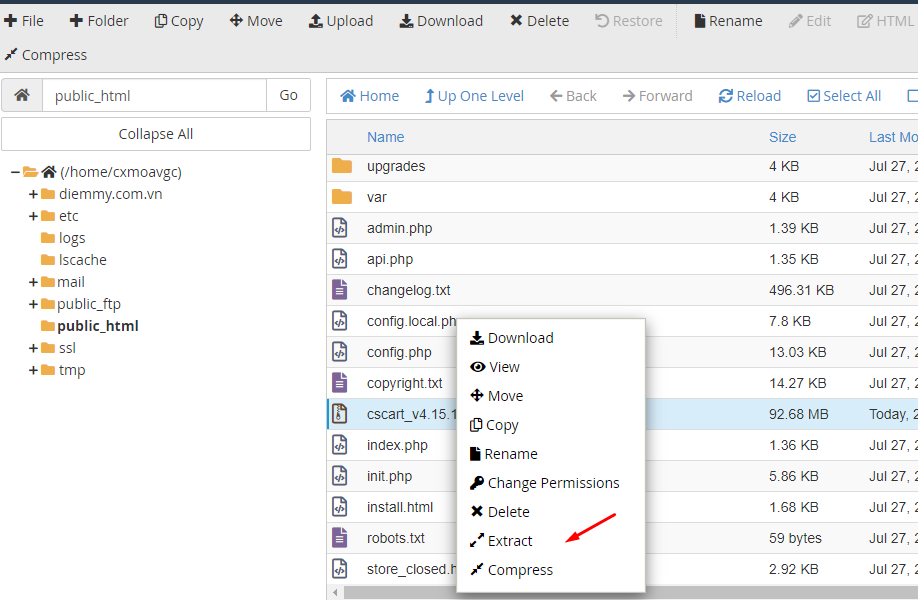 File Folder Copy Move Upload Download Delete Restore Rename Edit HTML
Compress
public_html Go
Collapse All
(/home/cxmoavgc)
diemmy.com.vn
etc
logs
lscache
mail
public_ftp
public_html
ssl
tmp
Home Up One Level Back Forward Reload Select All
Name Size Last Mo
upgrades 4 KB Jul 27, 2
var 4 KB Jul 27, 2
admin.php 1.39 KB Jul 27, 2
api.php 1.35 KB Jul 27, 2
changelog.txt 496.31 KB Jul 27, 2
config.local.ph 7.8 KB Jul 27, 2
config.php 13.03 KB Jul 27, 2
copyright.txt 14.27 KB Jul 27, 2
cscart_v4.15.1 92.68 MB Today, 2
index.php 1.36 KB Jul 27, 2
init.php 5.86 KB Jul 27, 2
install.html 1.68 KB Jul 27, 2
robots.txt 59 bytes Jul 27, 2
store_closed.h 2.92 KB Jul 27, 2
Download
View
Move
Copy
Rename
Change Permissions
Delete
Extract
Compress